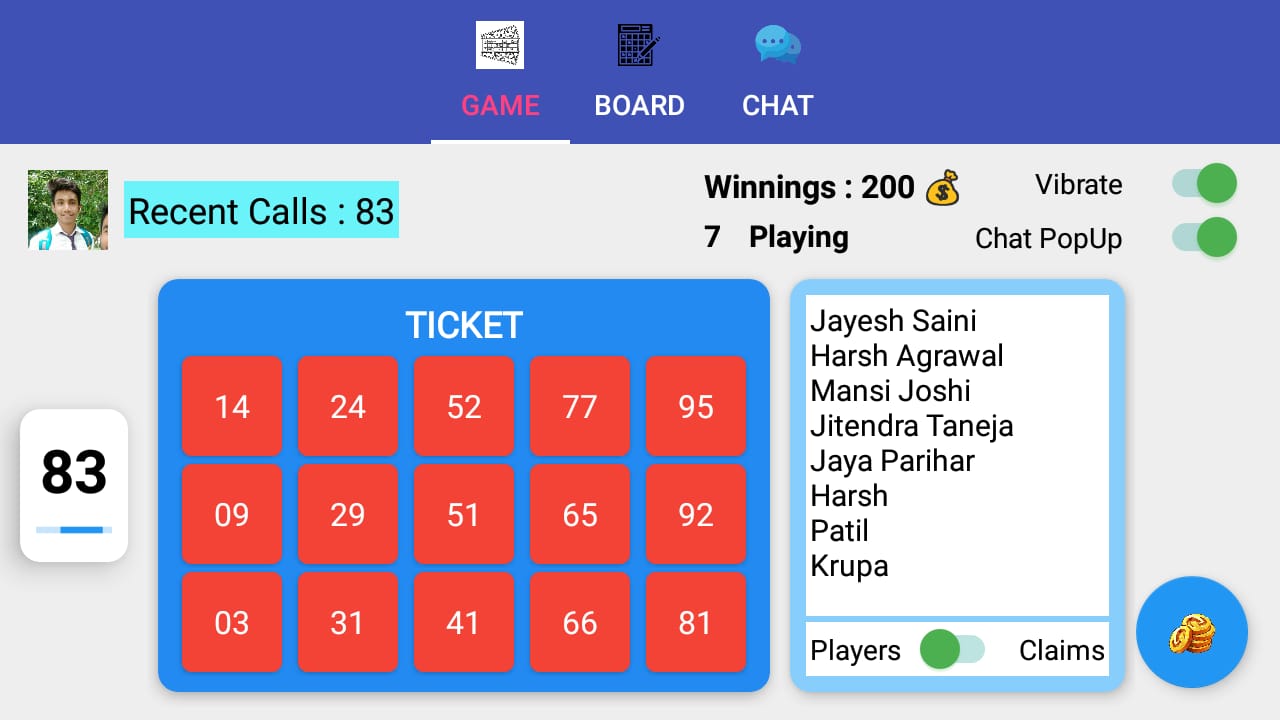 GAME BOARD CHAT
Recent Calls : 83
Winnings : 200 💰
Vibrate
7 Playing
Chat PopUp
83
TICKET
14 24 52 77 95
09 29 51 65 92
03 31 41 66 81
Jayesh Saini
Harsh Agrawal
Mansi Joshi
Jitendra Taneja
Jaya Parihar
Harsh
Patil
Krupa
Players Claims